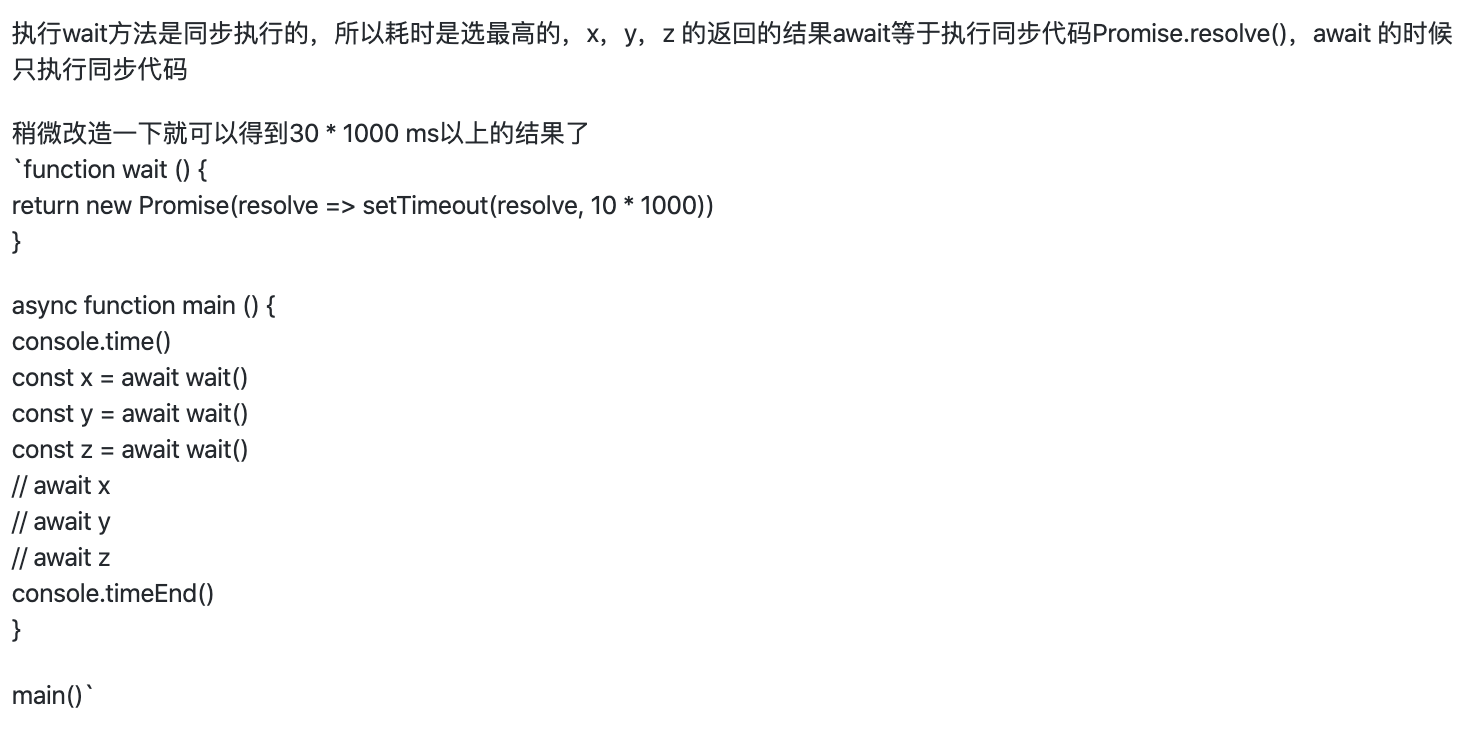 执行wait方法是同步执行的，所以耗时是选最高的，x，y，z 的返回的结果await等于执行同步代码Promise.resolve()，await 的时候
只执行同步代码
稍微改造一下就可以得到30 * 1000 ms以上的结果了
`function wait () {
return new Promise(resolve => setTimeout(resolve, 10 * 1000))
}
async function main () {
console.time()
const x = await wait()
const y = await wait()
const z = await wait()
// await x
// await y
// await z
console.timeEnd()
}
main()`